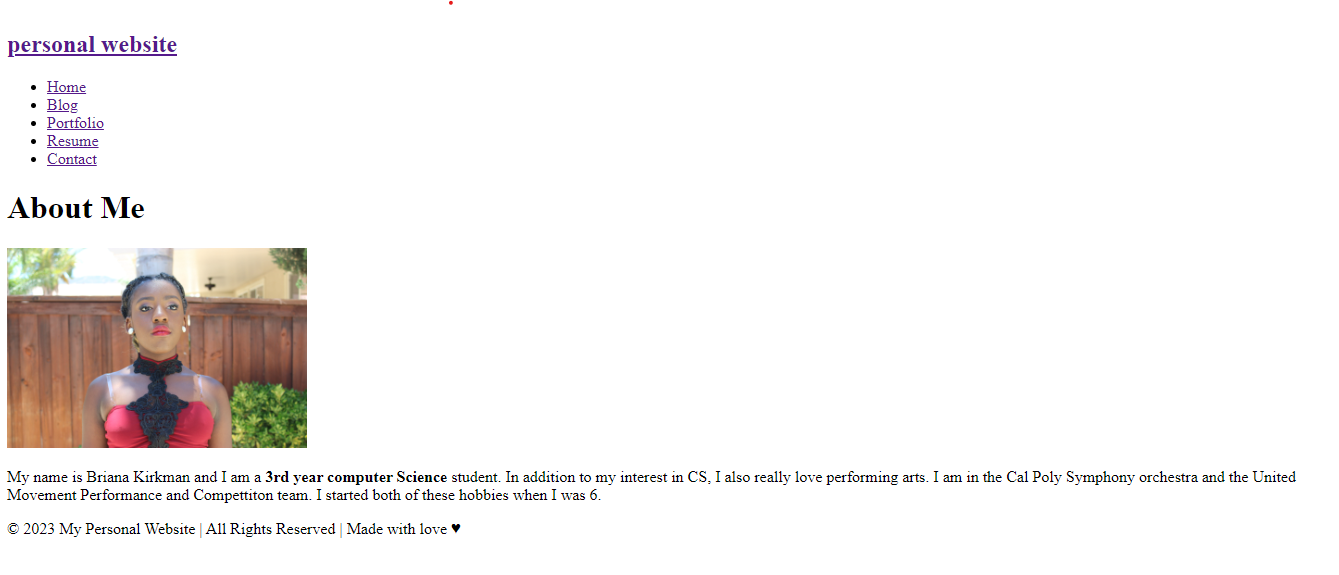 personal website
Home
Blog
Portfolio
Resume
Contact
About Me
My name is Briana Kirkman and I am a 3rd year computer Science student. In addition to my interest in CS, I also really love performing arts. I am in the Cal Poly Symphony orchestra and the United
Movement Performance and Compettiton team. I started both of these hobbies when I was 6.
© 2023 My Personal Website | All Rights Reserved | Made with love ♥